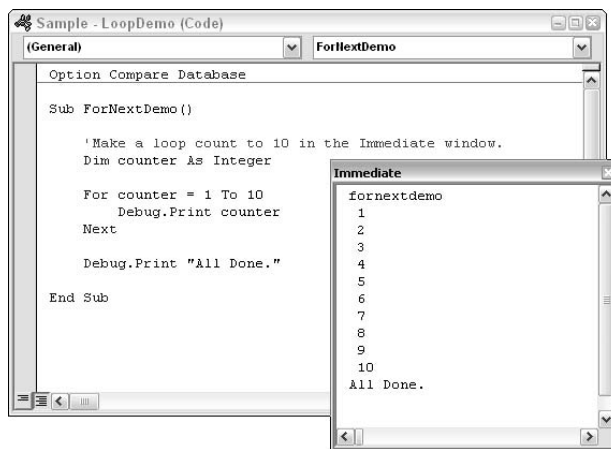 Sample - LoopDemo (Code)
(General) ForNextDemo
Option Compare Database
Sub ForNextDemo()
'Make a loop count to 10 in the Immediate window.
Dim counter As Integer
For counter = 1 To 10
Debug.Print counter
Next
Debug.Print "All Done."
End Sub
Immediate
fornextdemo
1
2
3
4
5
6
7
8
9
10
All Done.